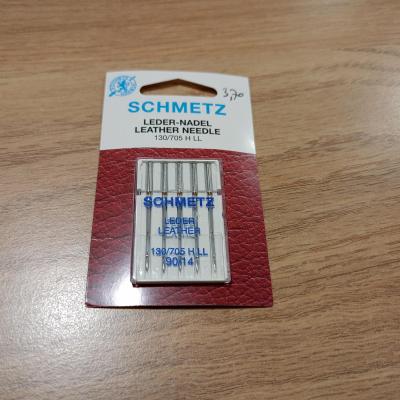 3,70
SCHMETZ
LEDER-NADEL
LEATHER NEEDLE
130/705 H LL
SCHMETZ
LEDER
LEATHER
130/705 H LL
90/14